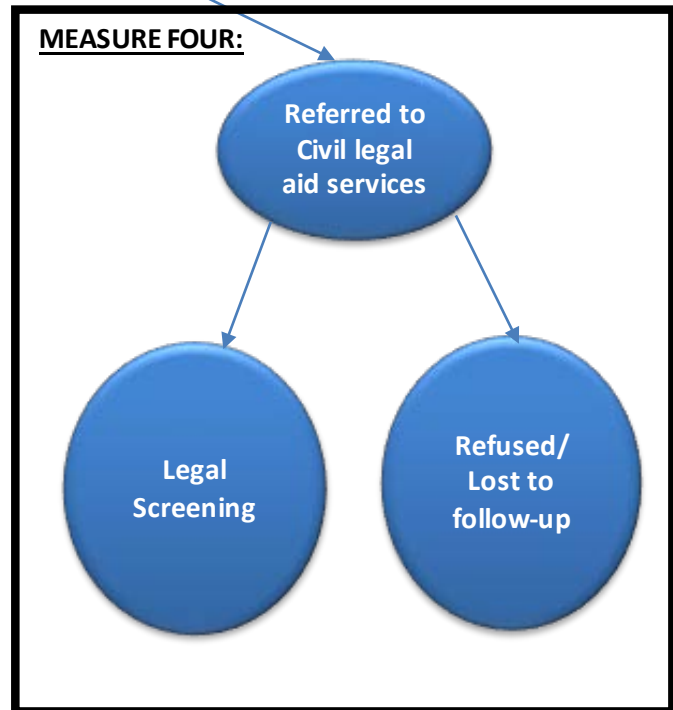 MEASURE FOUR:
Referred to
Civil legal
aid services
Legal
Screening
Refused/
Lost to
follow-up